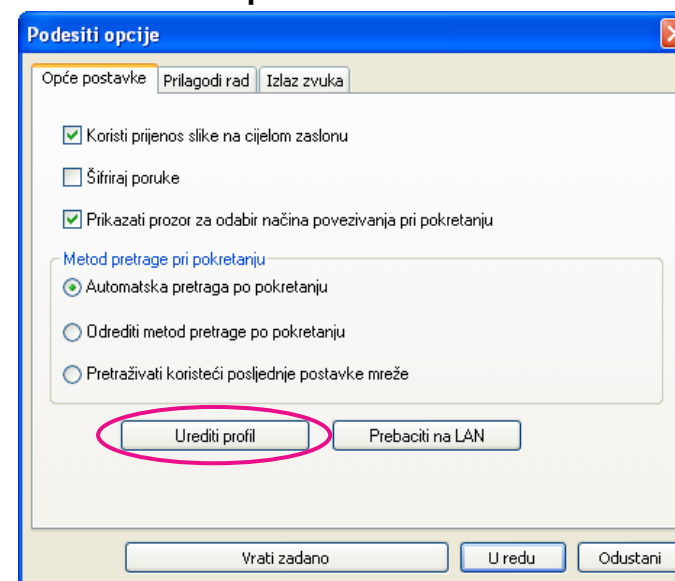 Podesiti opcije
Opće postavke Prilagodi rad Izlaz zvuka
Koristi prijenos slike na cijelom zaslonu
Šifriraj poruke
Prikazati prozor za odabir načina povezivanja pri pokretanju
Metod pretrage pri pokretanju
Automatska pretraga po pokretanju
Odrediti metod pretrage po pokretanju
Pretraživati koristeći posljednje postavke mreže
Urediti profil Prebaciti na LAN
Vrati zadano U redu Odustani